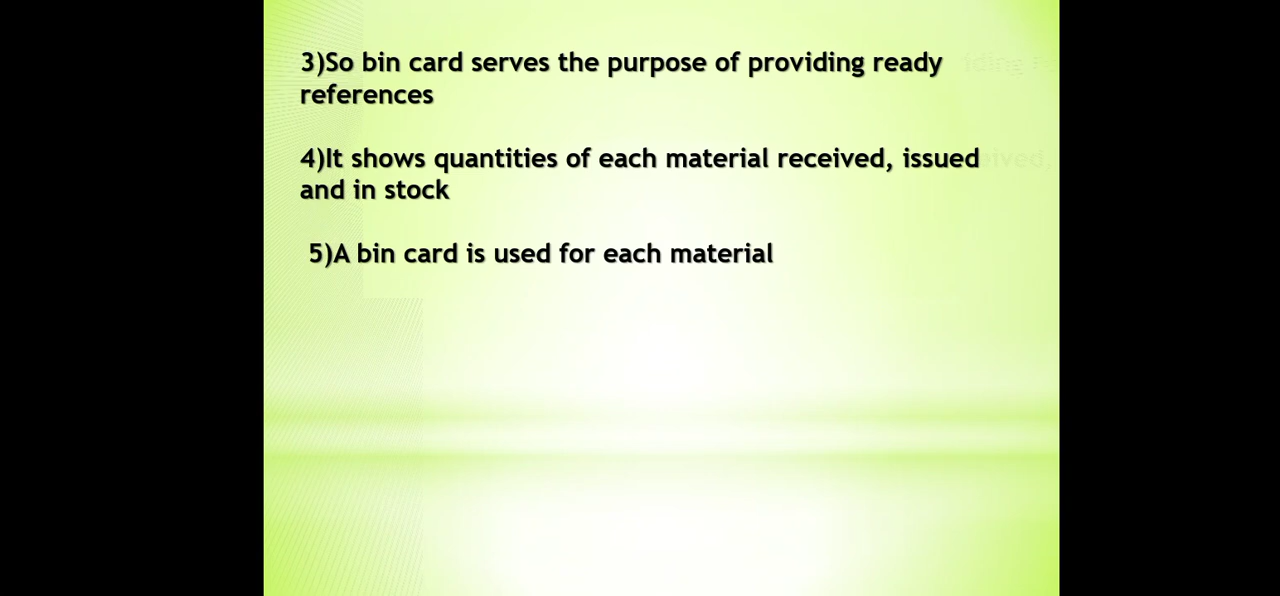 3)So bin card serves the purpose of providing ready
references
4)It shows quantities of each material received, issued
and in stock
5)A bin card is used for each material